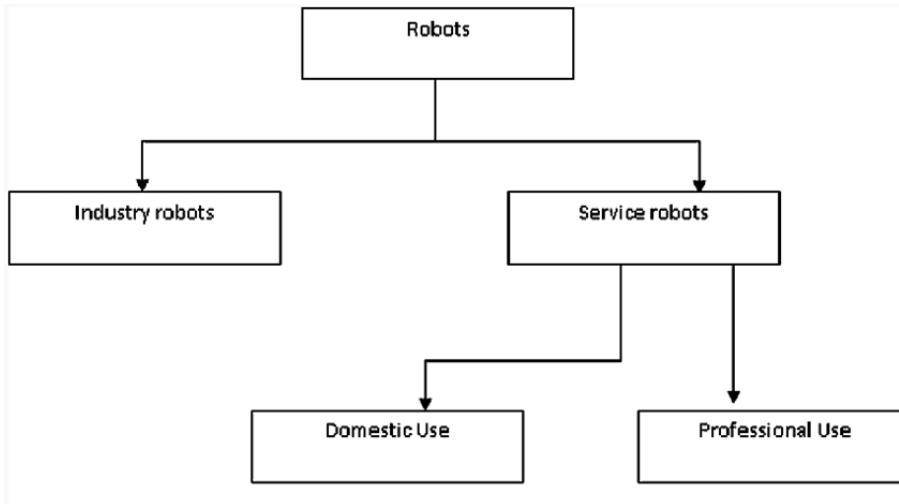 Robots
Industry robots
Service robots
Domestic Use
Professional Use